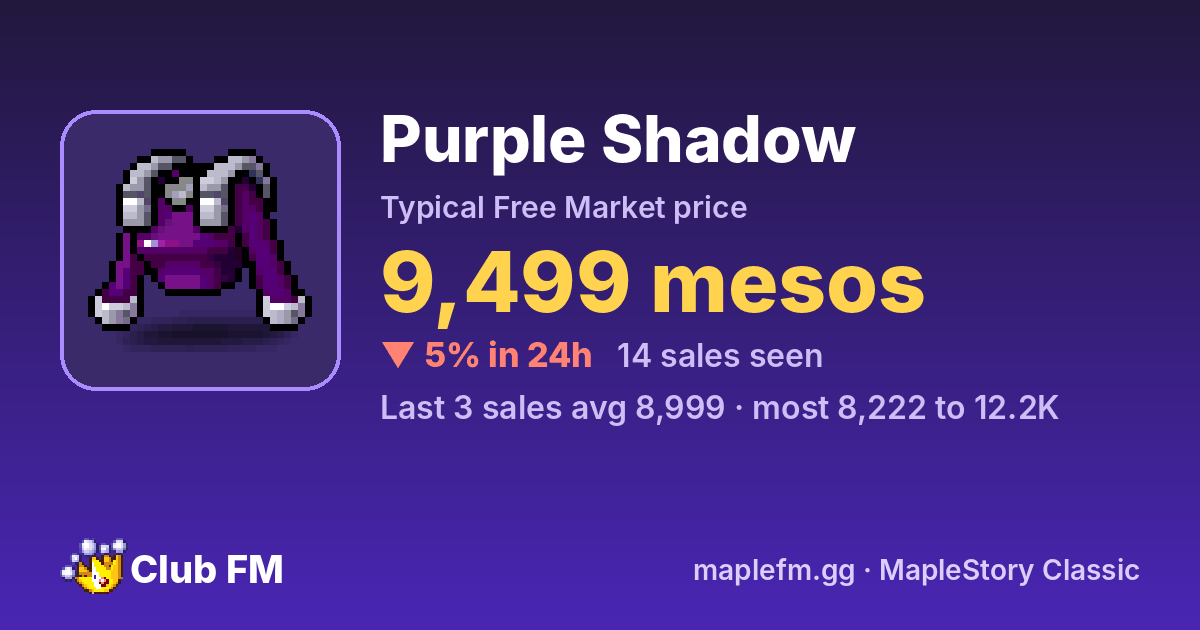 Purple Shadow
Typical Free Market price
9,499 mesos
▼ 5% in 24h 14 sales seen
Last 3 sales avg 8,999 · most 8,222 to 12.2K
Club FM
maplefm.gg · MapleStory Classic